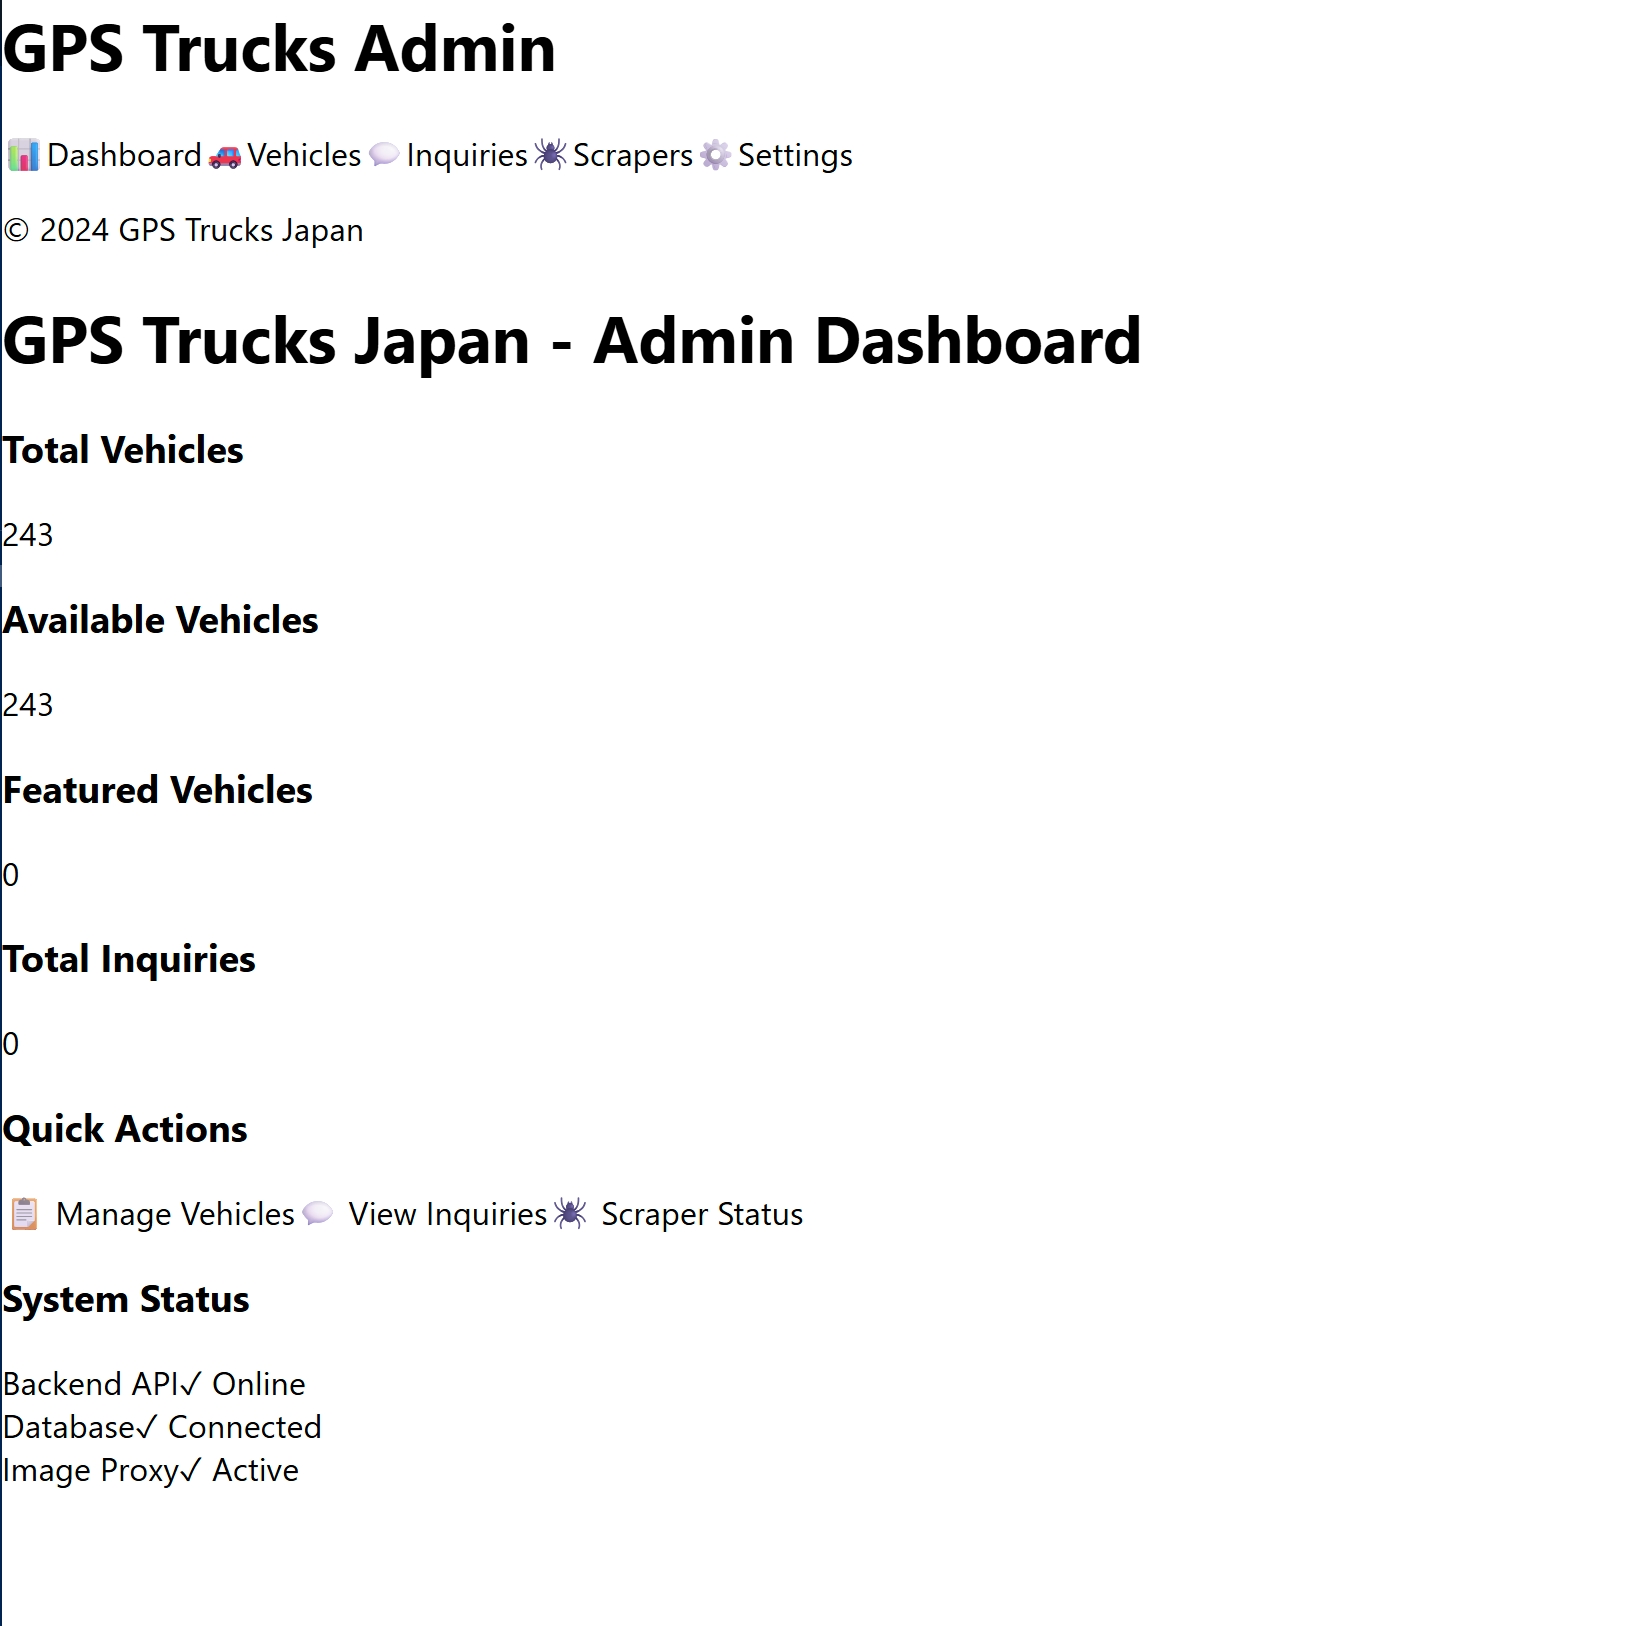 GPS Trucks Admin
Dashboard Vehicles Inquiries Scrapers Settings
© 2024 GPS Trucks Japan
GPS Trucks Japan - Admin Dashboard
Total Vehicles
243
Available Vehicles
243
Featured Vehicles
0
Total Inquiries
0
Quick Actions
Manage Vehicles View Inquiries Scraper Status
System Status
Backend API✓ Online
Database✓ Connected
Image Proxy✓ Active